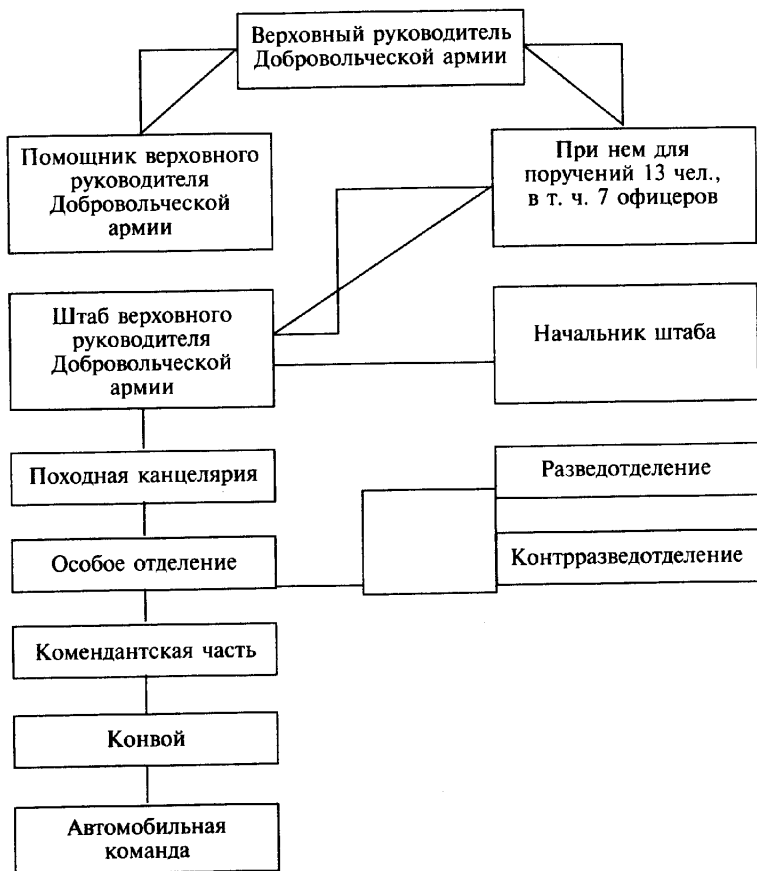 Верховный руководитель
Добровольческой армии
Помощник верховного
руководителя
Добровольческой
армии
При нем для
поручений 13 чел.,
в т. ч. 7 офицеров
Штаб верховного
руководителя
Добровольческой
армии
Начальник штаба
Походная канцелярия
Разведотделение
Особое отделение
Контрразведотделение
Комендантская часть
Конвой
Автомобильная
команда